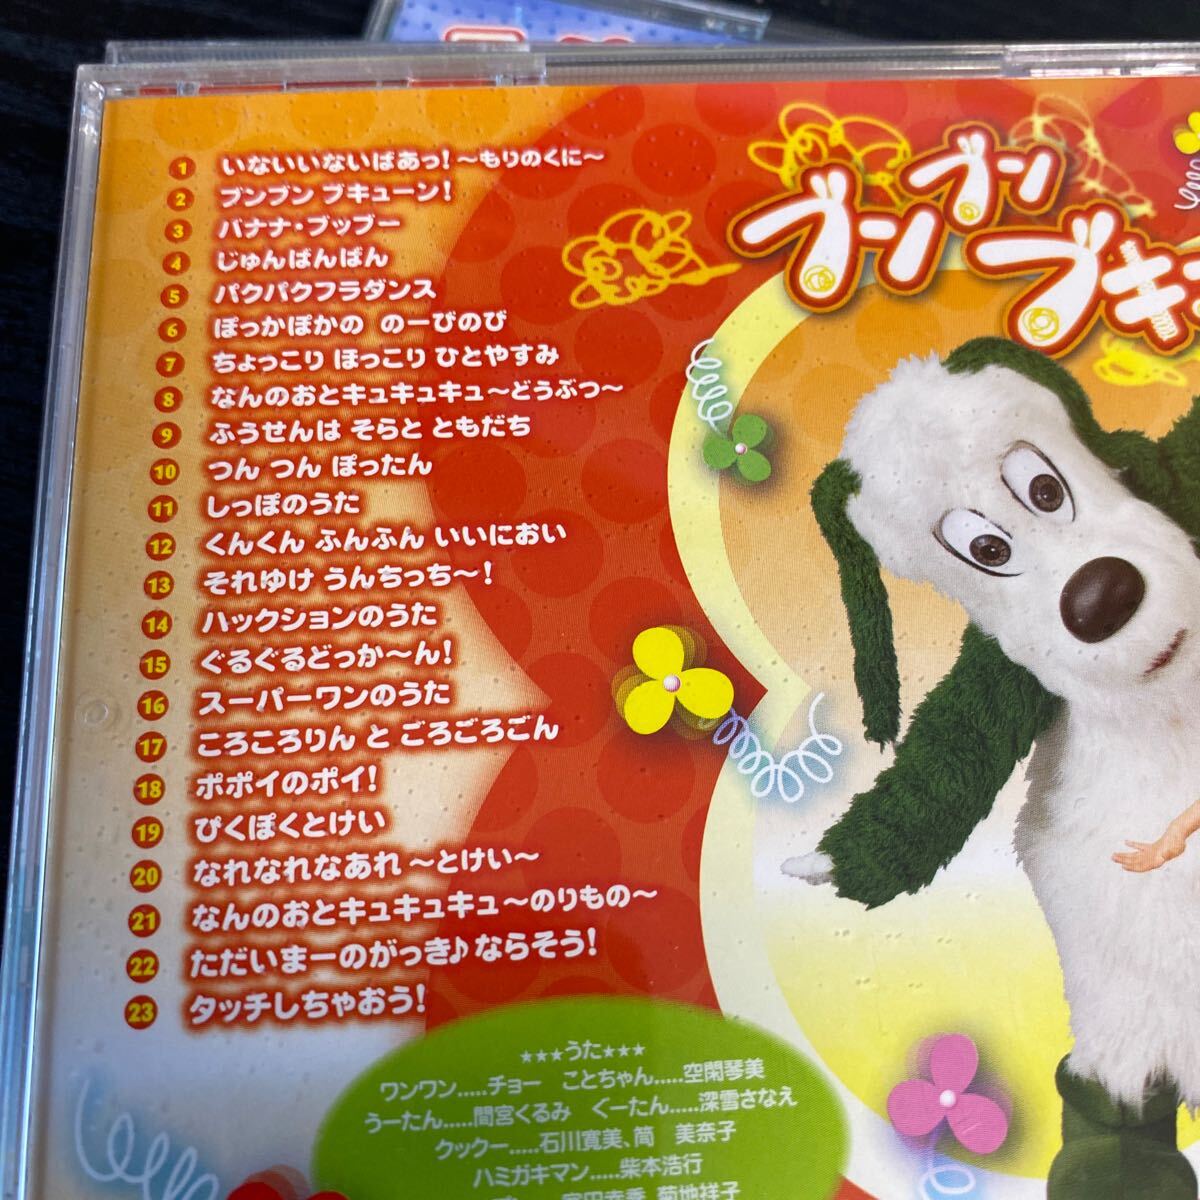 1 いないいないばあっ!〜もりのくに〜
2 ブンブン ブキューン!
3 バナナ・ブッブー
4 じゅんばんばん
5 パクパクフラダンス
6 ぽっかぽかの のーびのび
7 ちょっこり ほっこり ひとやすみ
8 なんのおとキュキュキュ〜どうぶつ〜
9 ふうせんは そらと ともだち
10 つん つん ぽったん
11 しっぽのうた
12 くんくん ふんふん いいにおい
13 それゆけ うんちっち〜!
14 ハックションのうた
15 ぐるぐるどっか〜ん!
16 スーパーワンのうた
17 ころころりん と ごろごろごん
18 ポポイのポイ!
19 ぴくぽくとけい
20 なれなれなあれ 〜とけい〜
21 なんのおとキュキュキュ〜のりもの〜
22 ただいまーのがっき♪ならそう!
23 タッチしちゃおう!
ブンブン
ブキ
★★★うた★★★
ワンワン.....チョー ことちゃん.....空閑琴美
うーたん.....間宮くるみ ぐーたん.....深雪さなえ
クックー.....石川寛美、筒 美奈子
ハミガキマン.....柴本浩行